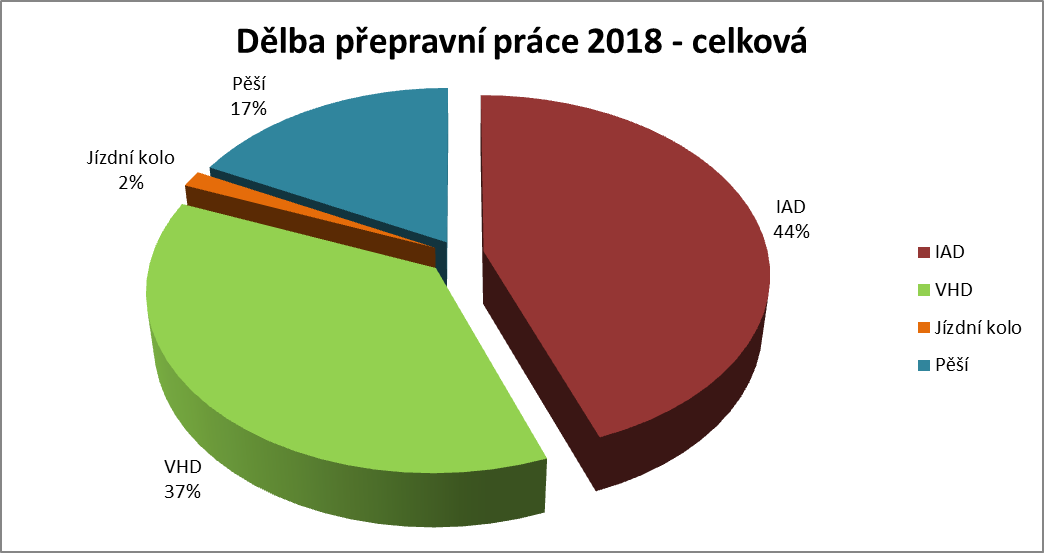 Dělba přepravní práce 2018 - celková
Pěší
17%
Jízdní kolo
2%
IAD
44%
VHD
37%
IAD
VHD
Jízdní kolo
Pěší